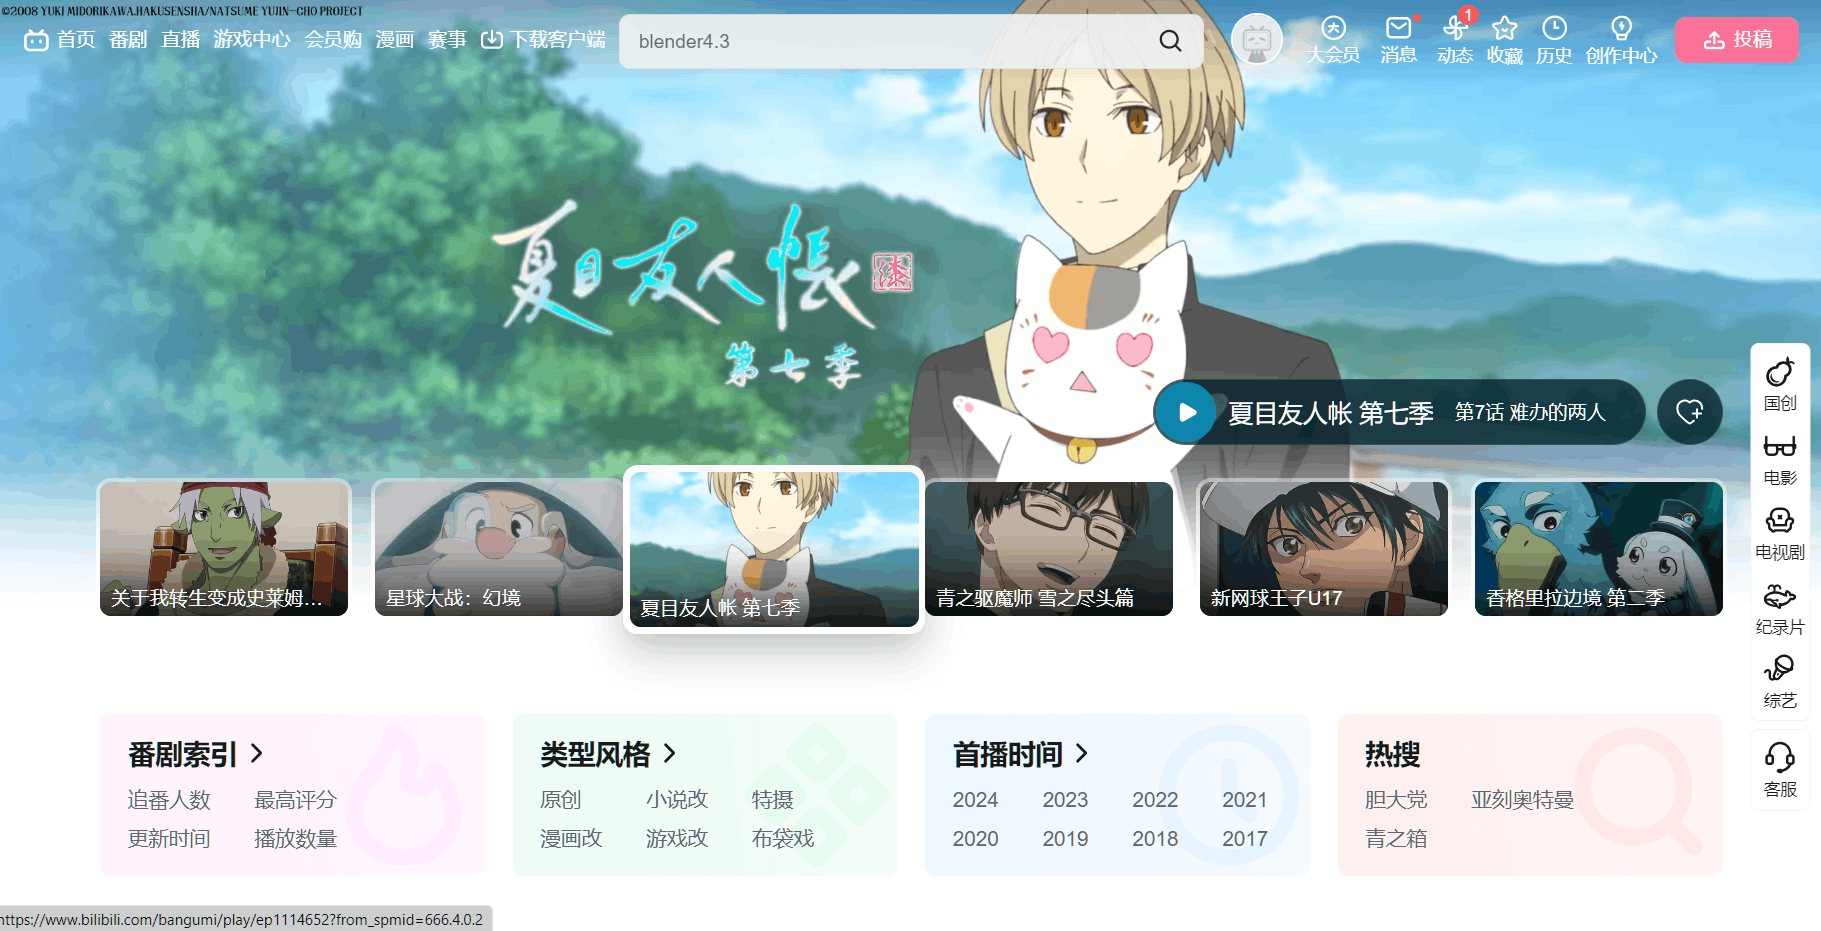 ©2008 YUKI MIDORIKAWA.HAKUSENSHA/NATSUME YUJIN-CHO PROJECT
首页 番剧 直播 游戏中心 会员购 漫画 赛事 下载客户端
blender4.3
大会员 消息 1 动态 收藏 历史 创作中心
投稿
夏目友人帐 漆
第七季
夏目友人帐 第七季 第7话 难办的两人
关于我转生变成史莱姆...
星球大战：幻境
夏目友人帐 第七季
青之驱魔师 雪之尽头篇
新网球王子U17
香格里拉边境 第二季
国创
电影
电视剧
纪录片
综艺
客服
番剧索引
追番人数 最高评分
更新时间 播放数量
类型风格
原创 小说改 特摄
漫画改 游戏改 布袋戏
首播时间
2024 2023 2022 2021
2020 2019 2018 2017
热搜
胆大党 亚刻奥特曼
青之箱
https://www.bilibili.com/bangumi/play/ep1114652?from_spmid=666.4.0.2